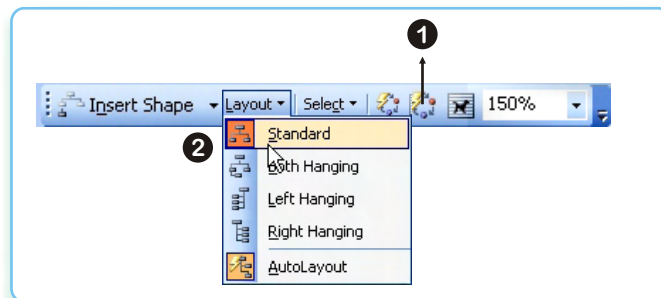 1
Insert Shape Layout Select 150%
2
Standard
Both Hanging
Left Hanging
Right Hanging
AutoLayout